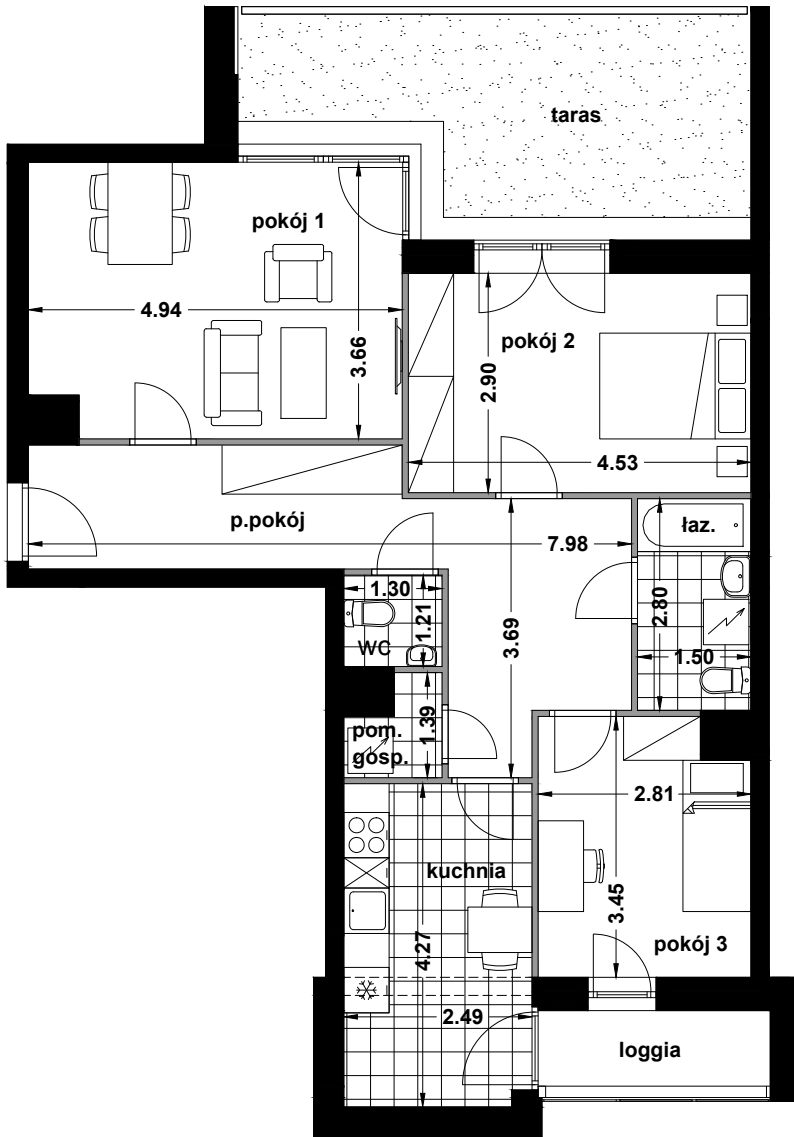 taras
pokój 1
4.94
3.66
pokój 2
2.90
4.53
p.pokój
7.98
łaz.
1.30
1.21
WC
3.69
2.80
1.50
1.39
pom.
gosp.
2.81
kuchnia
3.45
4.27
pokój 3
2.49
loggia